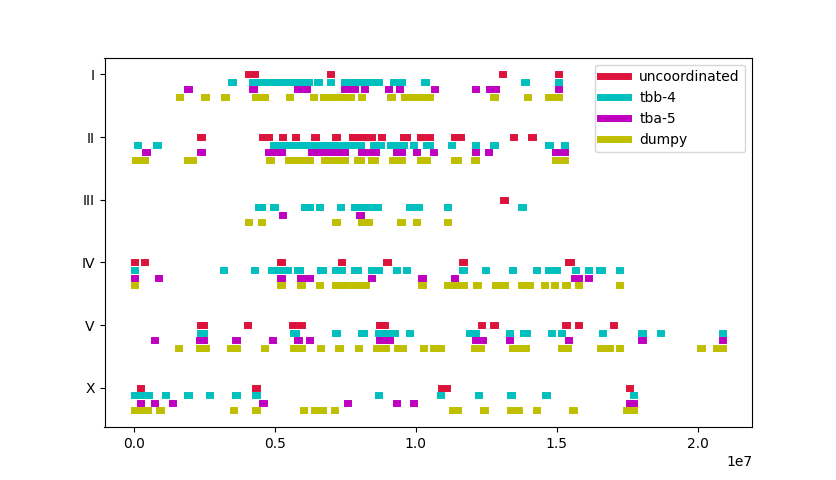 I
II
III
IV
V
X
uncoordinated
tbb-4
tba-5
dumpy
0.0 0.5 1.0 1.5 2.0
1e7